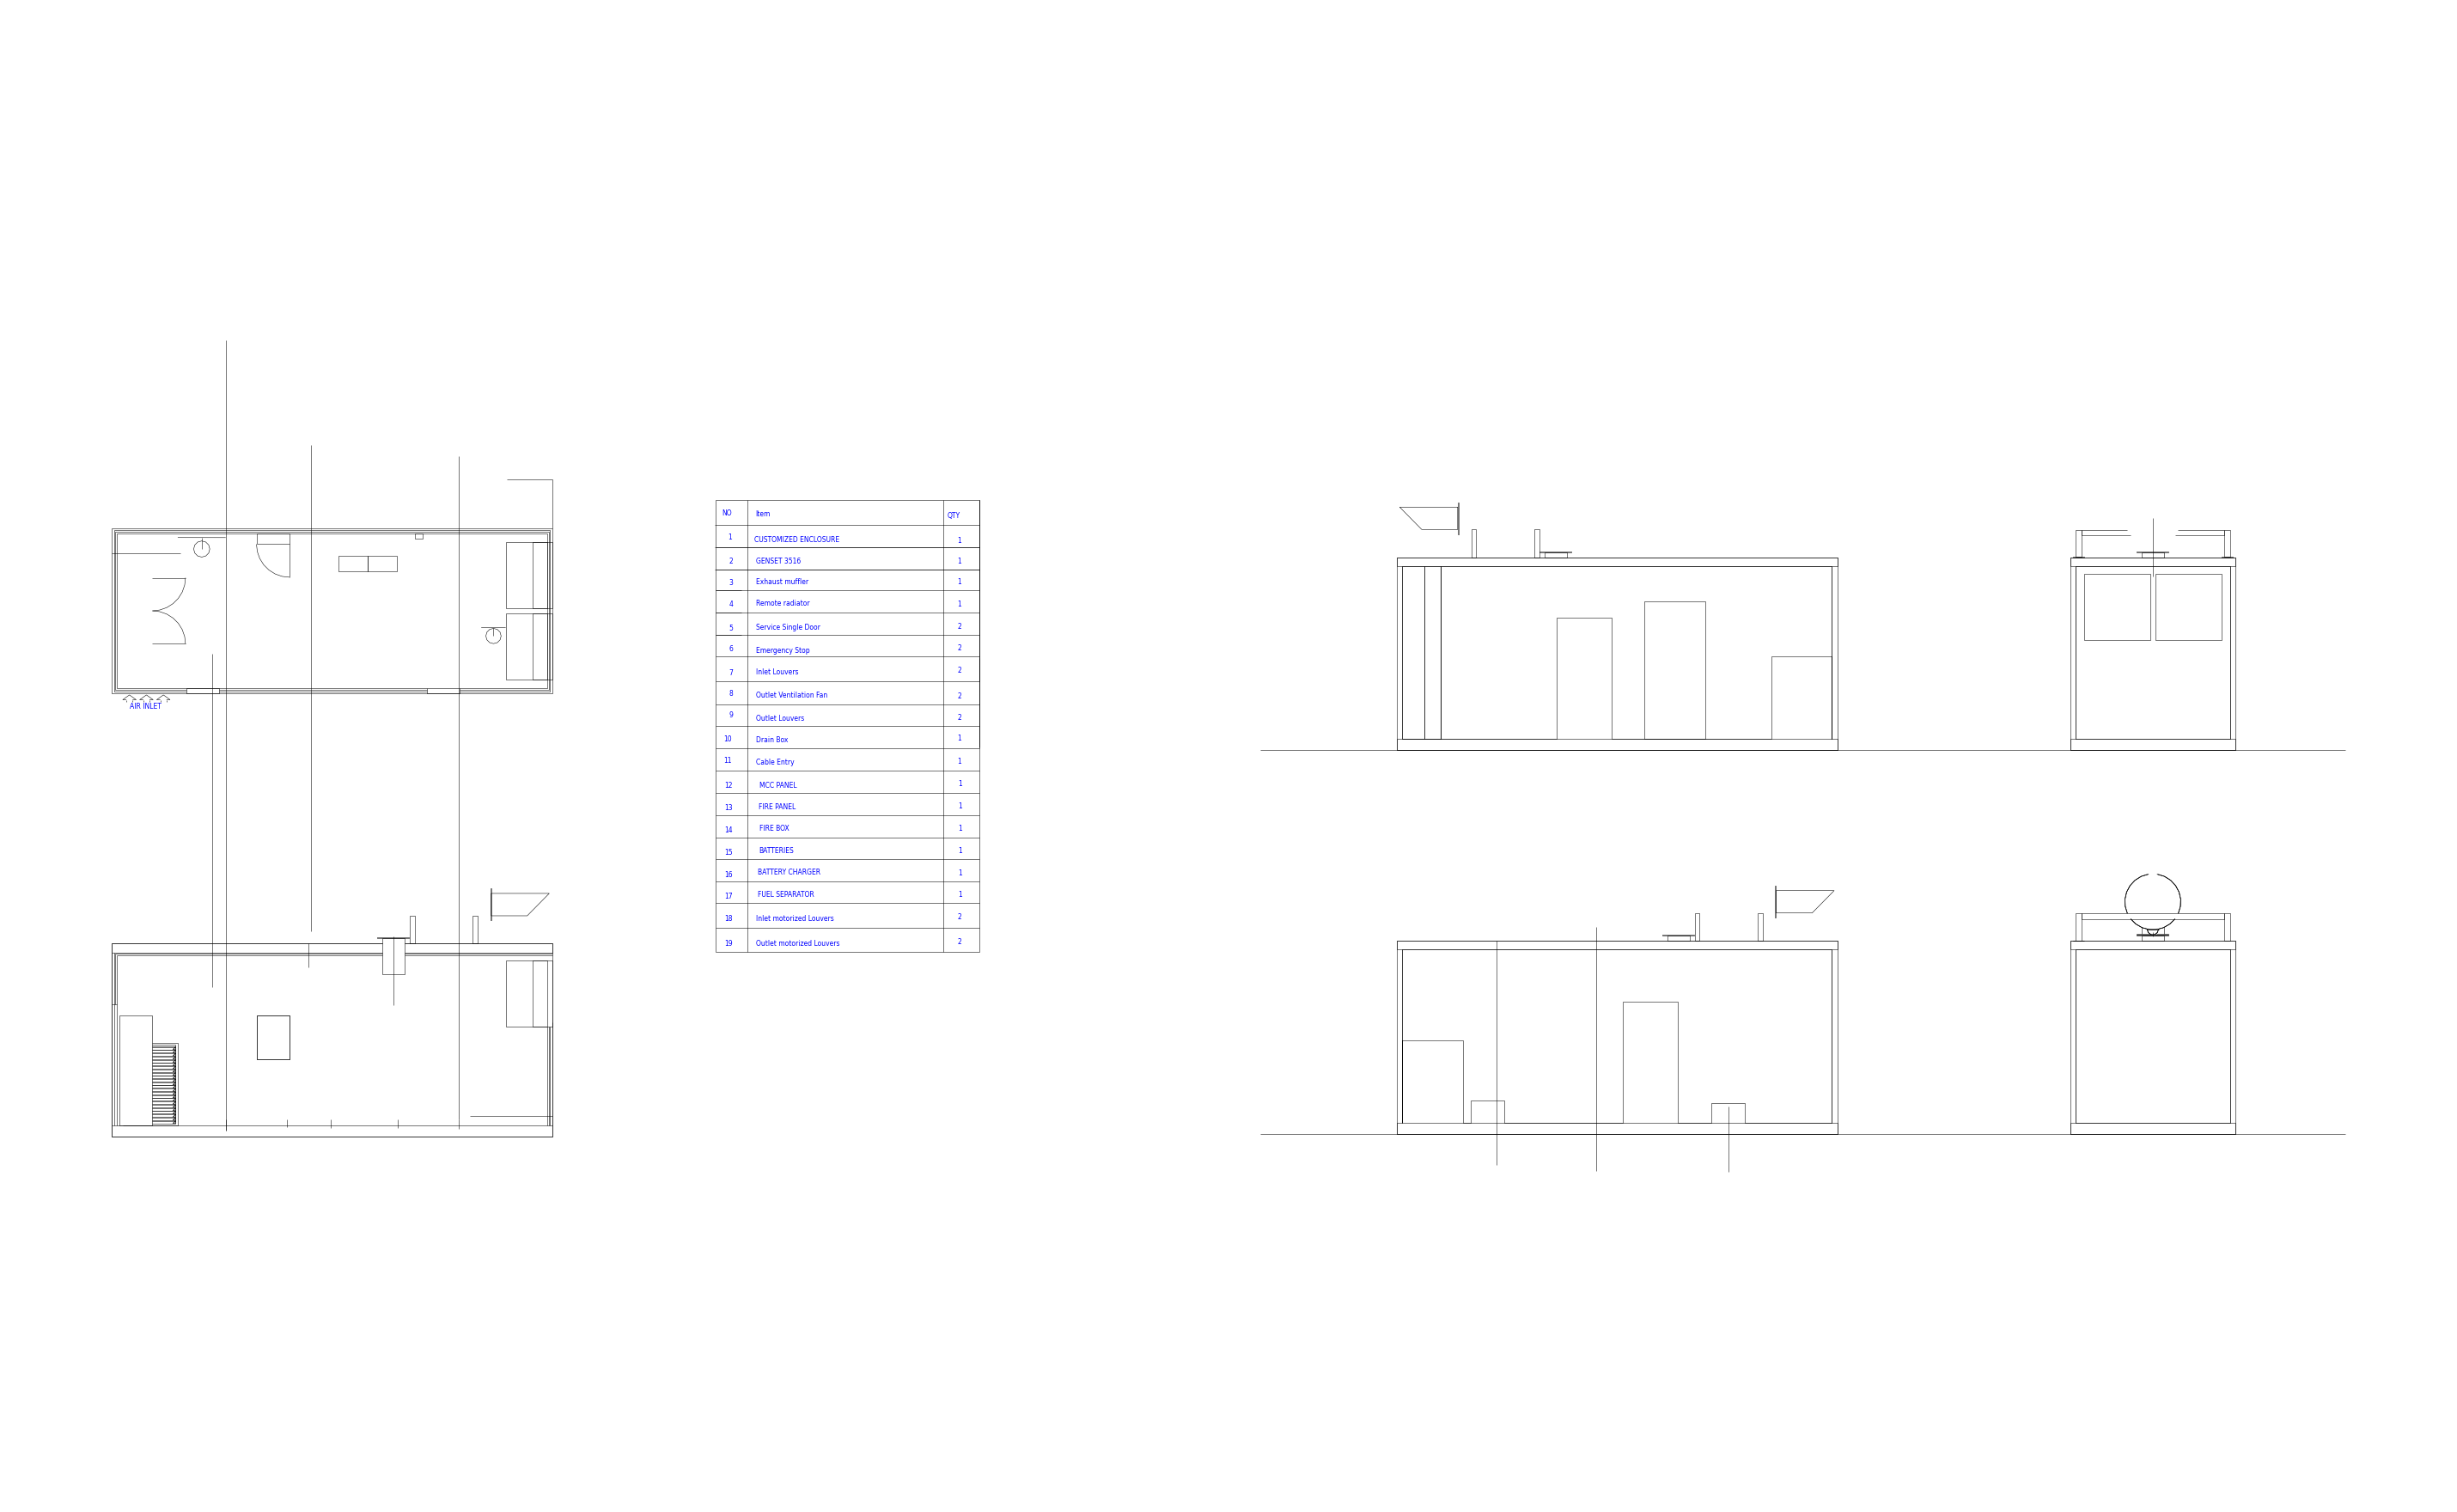 NO Item QTY
1 CUSTOMIZED ENCLOSURE 1
2 GENSET 3516 1
3 Exhaust muffler 1
4 Remote radiator 1
5 Service Single Door 2
6 Emergency Stop 2
7 Inlet Louvers 2
8 Outlet Ventilation Fan 2
9 Outlet Louvers 2
10 Drain Box 1
11 Cable Entry 1
12 MCC PANEL 1
13 FIRE PANEL 1
14 FIRE BOX 1
15 BATTERIES 1
16 BATTERY CHARGER 1
17 FUEL SEPARATOR 1
18 Inlet motorized Louvers 2
19 Outlet motorized Louvers 2
AIR INLET